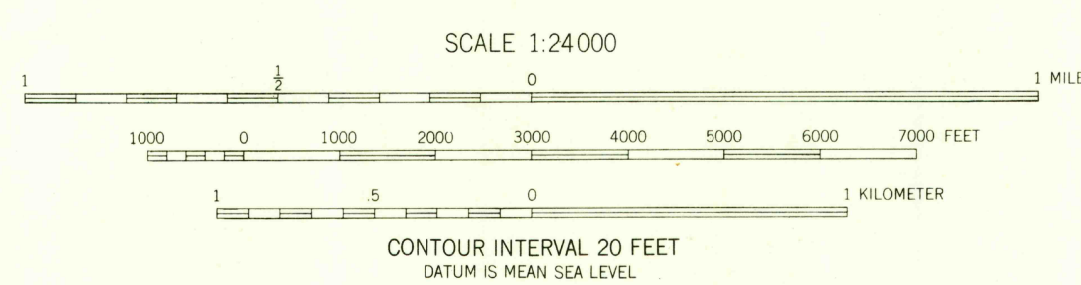 SCALE 1:24000
1 1/2 0 1 MILE
1000 0 1000 2000 3000 4000 5000 6000 7000 FEET
1 .5 0 1 KILOMETER
CONTOUR INTERVAL 20 FEET
DATUM IS MEAN SEA LEVEL